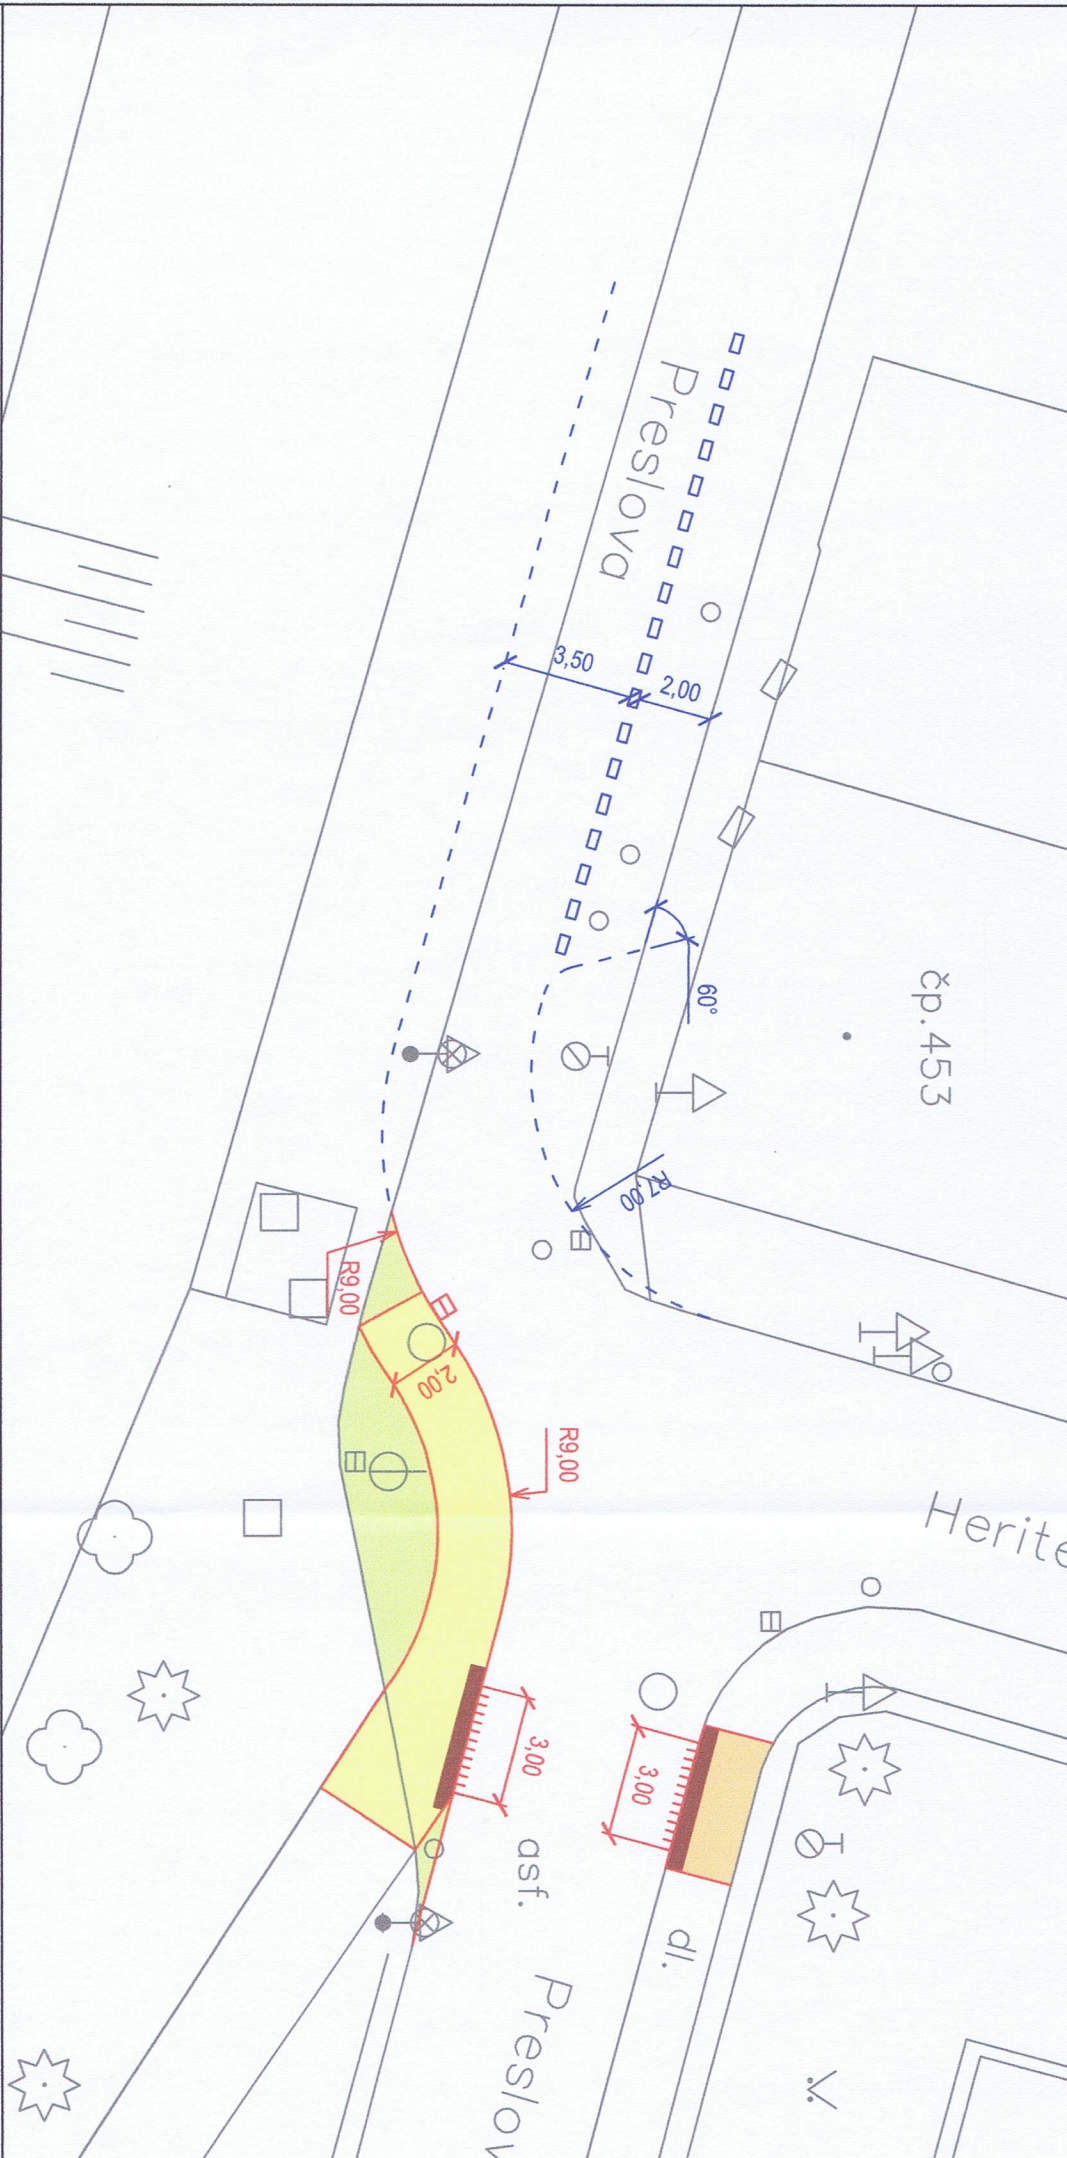 Preslova
3,50
2,00
60°
čp.453
R7,00
R9,00
2,00
R9,00
Herite
3,00
3,00
asf.
dl.
Preslov